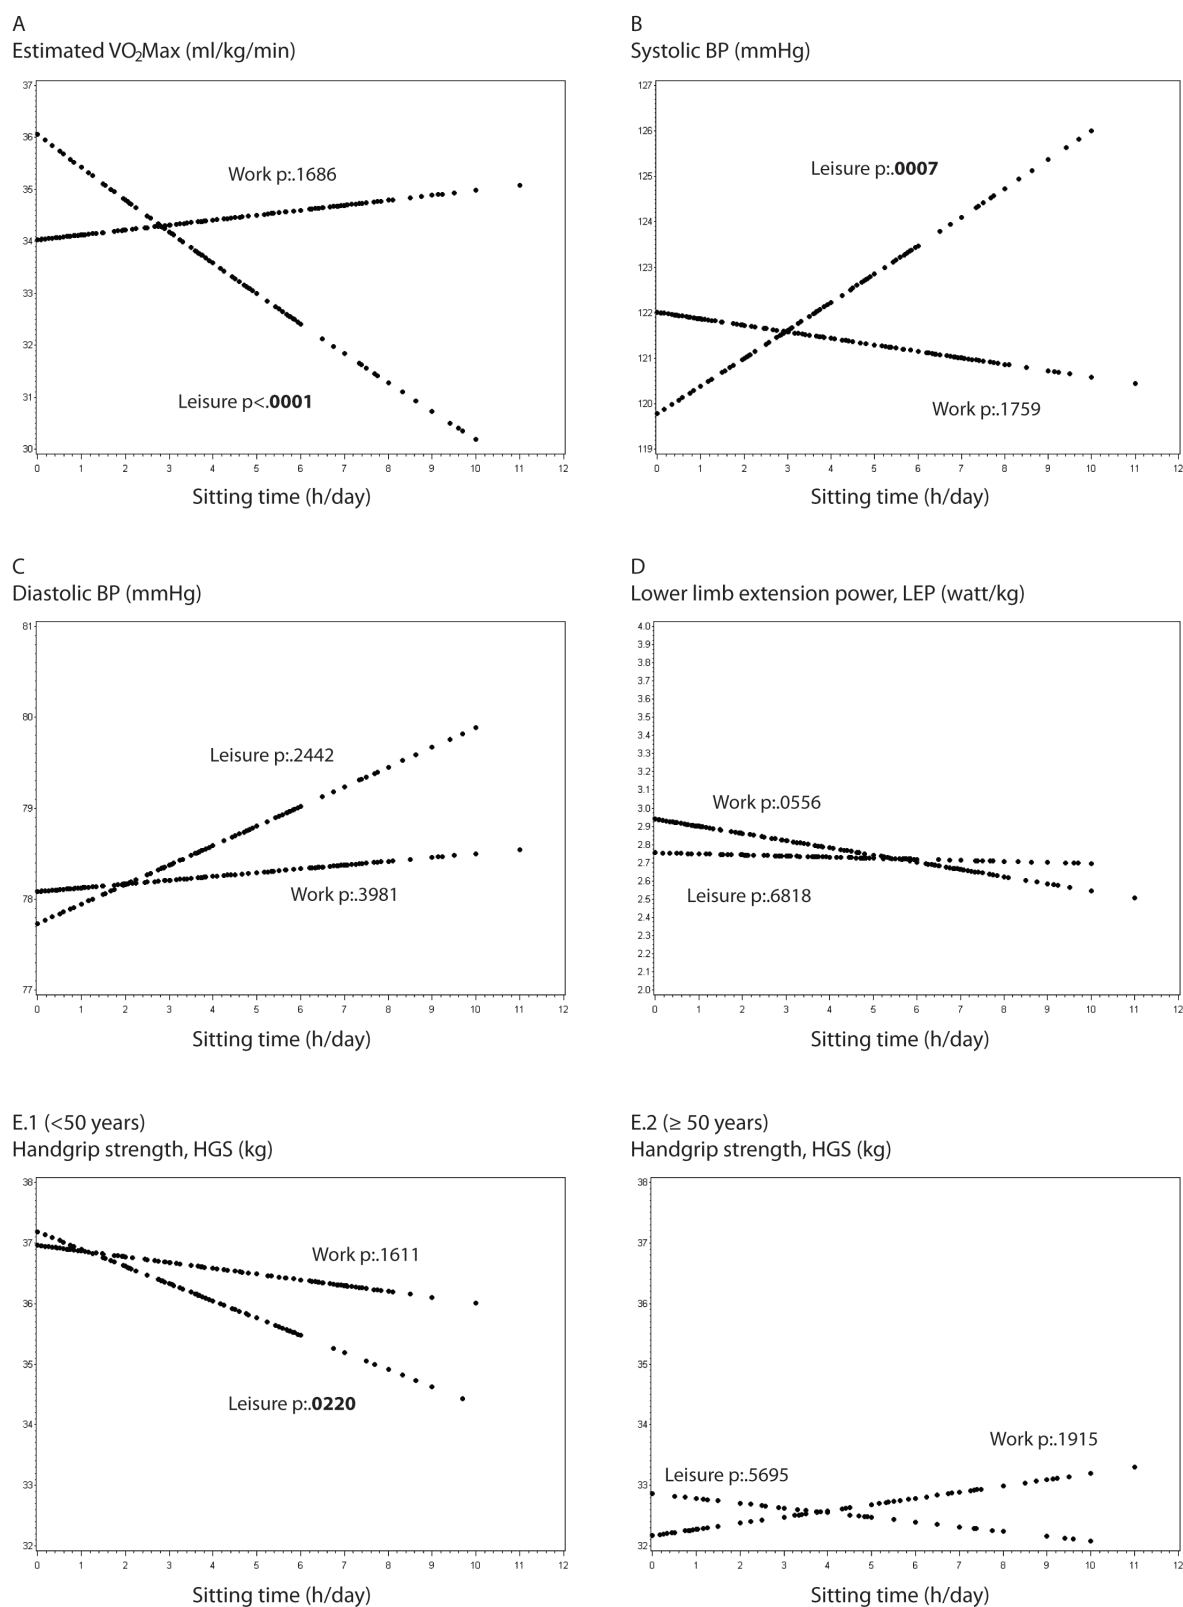 A
Estimated VO2Max (ml/kg/min)
37
36
35
34
33
32
31
30
Work p:.1686
Leisure p<.0001
0 1 2 3 4 5 6 7 8 9 10 11 12
Sitting time (h/day)
B
Systolic BP (mmHg)
127
126
125
124
123
122
121
120
119
Leisure p:.0007
Work p:.1759
0 1 2 3 4 5 6 7 8 9 10 11 12
Sitting time (h/day)
C
Diastolic BP (mmHg)
81
80
79
78
77
Leisure p:.2442
Work p:.3981
0 1 2 3 4 5 6 7 8 9 10 11 12
Sitting time (h/day)
D
Lower limb extension power, LEP (watt/kg)
4.0
3.9
3.8
3.7
3.6
3.5
3.4
3.3
3.2
3.1
3.0
2.9
2.8
2.7
2.6
2.5
2.4
2.3
2.2
2.1
2.0
Work p:.0556
Leisure p:.6818
0 1 2 3 4 5 6 7 8 9 10 11 12
Sitting time (h/day)
E.1 (<50 years)
Handgrip strength, HGS (kg)
38
37
36
35
34
33
32
Work p:.1611
Leisure p:.0220
0 1 2 3 4 5 6 7 8 9 10 11 12
Sitting time (h/day)
E.2 (≥ 50 years)
Handgrip strength, HGS (kg)
38
37
36
35
34
33
32
Work p:.1915
Leisure p:.5695
0 1 2 3 4 5 6 7 8 9 10 11 12
Sitting time (h/day)